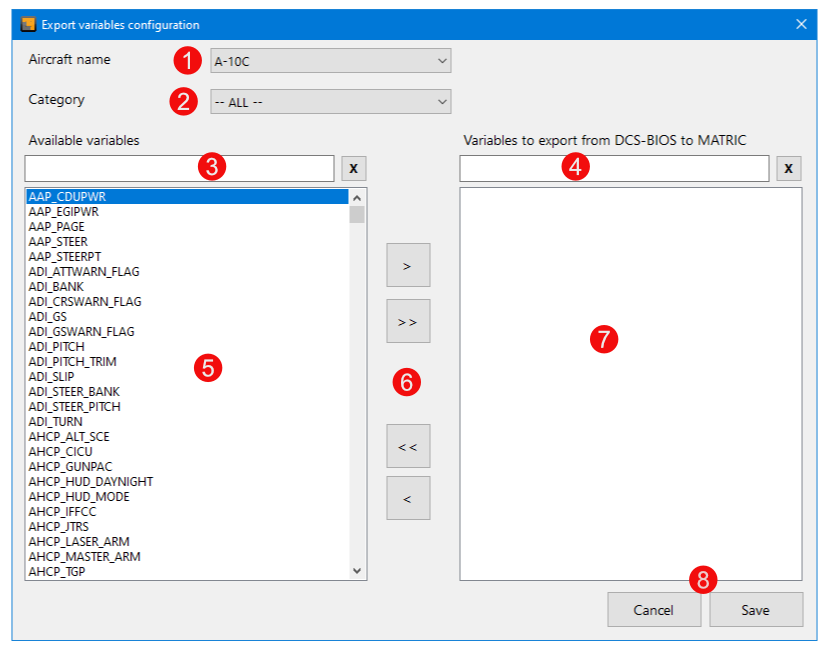 Export variables configuration
Aircraft name 1 A-10C
Category 2 -- ALL --
Available variables
Variables to export from DCS-BIOS to MATRIC
3 x
4 x
AAP_CDUPWR
AAP_EGIPWR
AAP_PAGE
AAP_STEER
AAP_STEERPT
ADI_ATTWARN_FLAG
ADI_BANK
ADI_CRSWARN_FLAG
ADI_GS
ADI_GSWARN_FLAG
ADI_PITCH
ADI_PITCH_TRIM
ADI_SLIP
ADI_STEER_BANK
ADI_STEER_PITCH
ADI_TURN
AHCP_ALT_SCE
AHCP_CICU
AHCP_GUNPAC
AHCP_HUD_DAYNIGHT
AHCP_HUD_MODE
AHCP_IFFCC
AHCP_JTRS
AHCP_LASER_ARM
AHCP_MASTER_ARM
AHCP_TGP
5
>
>>
6
<<
<
7
8
Cancel
Save